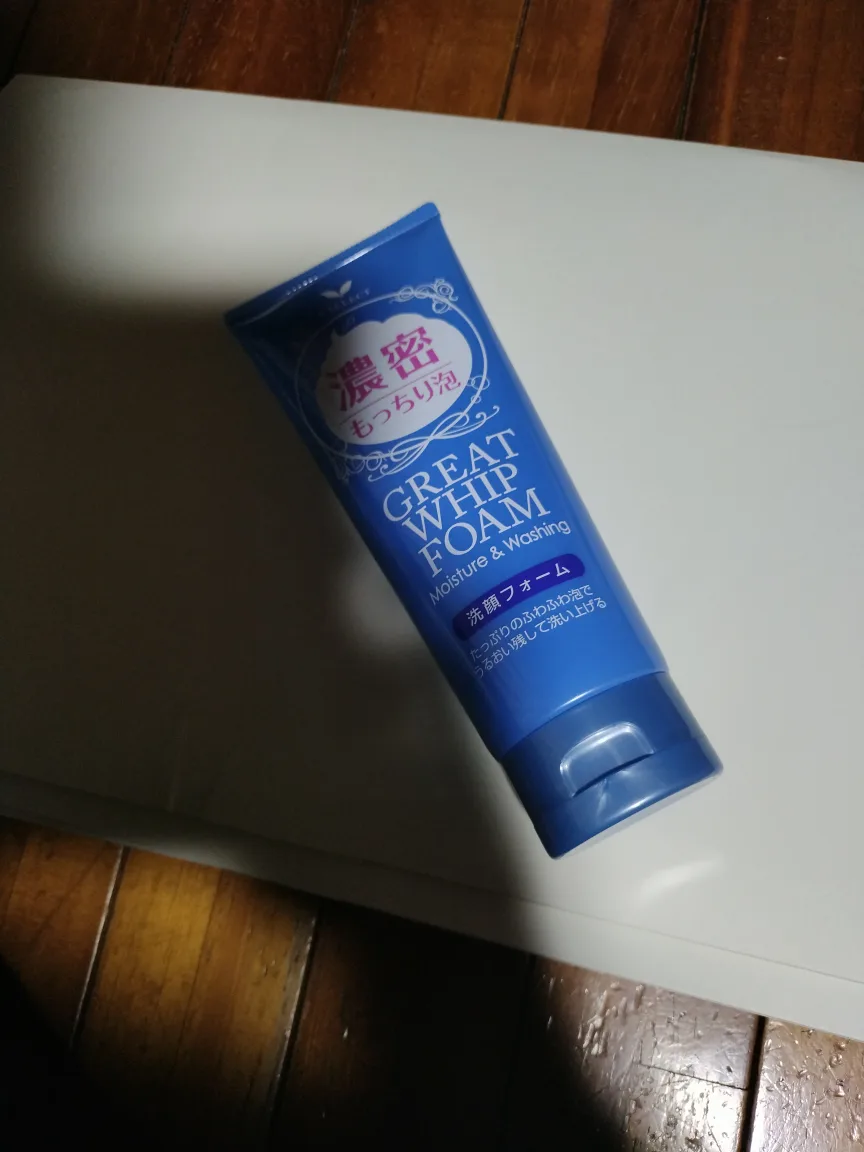 濃密
もっちり泡
GREAT
WHIP
FOAM
Moisture & Washing
洗顔フォーム
たっぷりのふわふわ泡で
うるおい残して洗い上げる